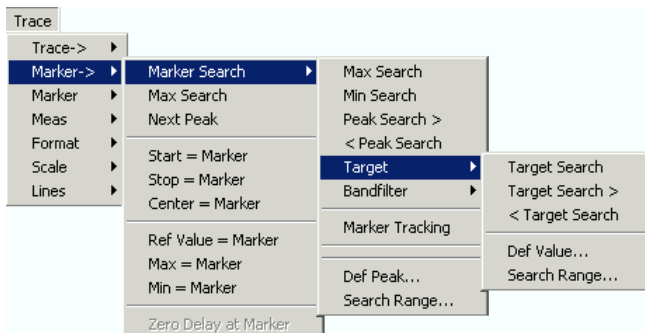 Trace
Trace->
Marker->
Marker
Meas
Format
Scale
Lines
Marker Search
Max Search
Next Peak
Start = Marker
Stop = Marker
Center = Marker
Ref Value = Marker
Max = Marker
Min = Marker
Zero Delay at Marker
Max Search
Min Search
Peak Search >
< Peak Search
Target
Bandfilter
Marker Tracking
Def Peak...
Search Range...
Target Search
Target Search >
< Target Search
Def Value...
Search Range...